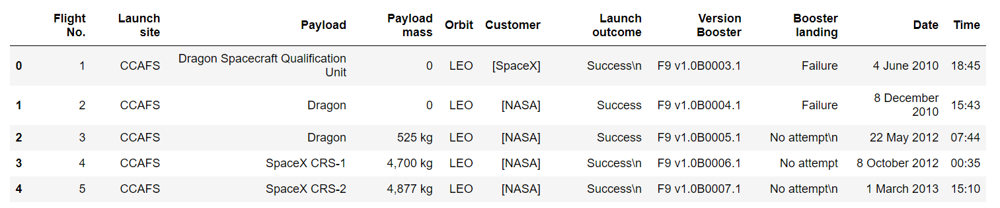 Flight No. Launch site Payload Payload mass Orbit Customer Launch outcome Version Booster Booster landing Date Time
0 1 CCAFS Dragon Spacecraft Qualification Unit 0 LEO [SpaceX] Success\n F9 v1.0B0003.1 Failure 4 June 2010 18:45
1 2 CCAFS Dragon 0 LEO [NASA] Success F9 v1.0B0004.1 Failure 8 December 2010 15:43
2 3 CCAFS Dragon 525 kg LEO [NASA] Success F9 v1.0B0005.1 No attempt\n 22 May 2012 07:44
3 4 CCAFS SpaceX CRS-1 4,700 kg LEO [NASA] Success\n F9 v1.0B0006.1 No attempt 8 October 2012 00:35
4 5 CCAFS SpaceX CRS-2 4,877 kg LEO [NASA] Success\n F9 v1.0B0007.1 No attempt\n 1 March 2013 15:10